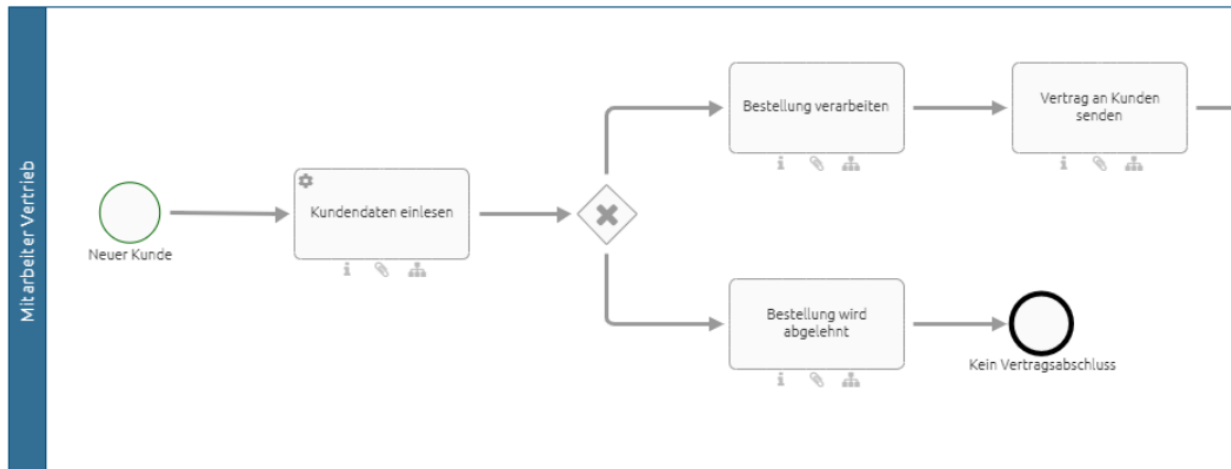 Mitarbeiter Vertrieb
Neuer Kunde
Kundendaten einlesen
Bestellung verarbeiten
Vertrag an Kunden
senden
Bestellung wird
abgelehnt
Kein Vertragsabschluss